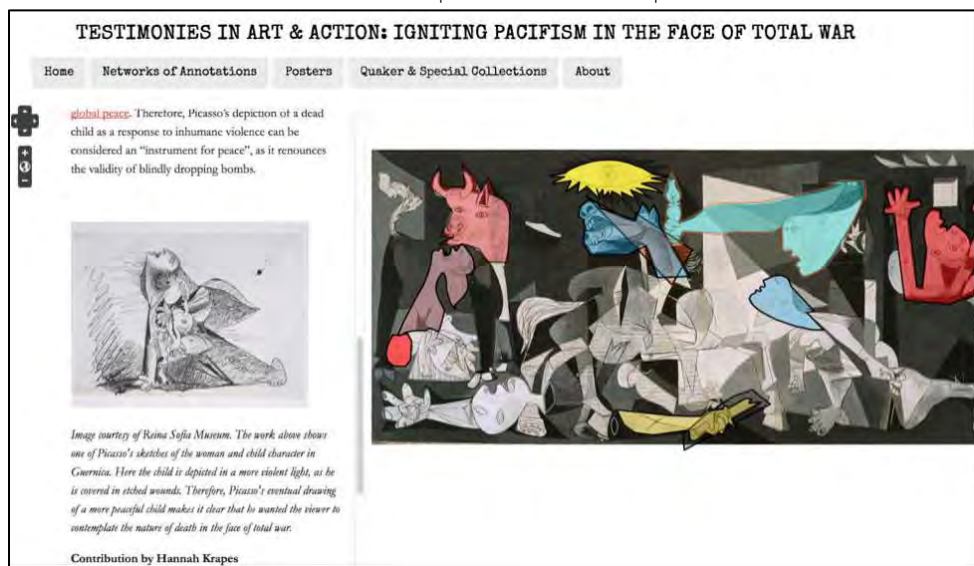 TESTIMONIES IN ART & ACTION: IGNITING PACIFISM IN THE FACE OF TOTAL WAR
Home Networks of Annotations Posters Quaker & Special Collections About
global peace. Therefore, Picasso's depiction of a dead
child as a response to inhumane violence can be
considered an "instrument for peace", as it renounces
the validity of blindly dropping bombs.
Image courtesy of Reina Sofia Museum. The work above shows
one of Picasso's sketches of the woman and child character in
Guernica. Here the child is depicted in a more violent light, as he
is covered in etched wounds. Therefore, Picasso's eventual drawing
of a more peaceful child makes it clear that he wanted the viewer to
contemplate the nature of death in the face of total war.
Contribution by Hannah Krapes